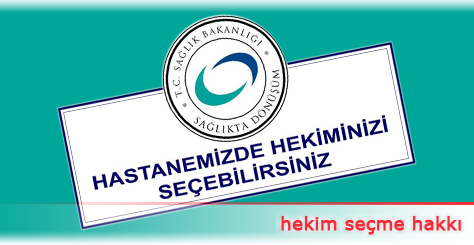 T.C. SAĞLIK BAKANLIĞI
SAĞLIKTA DÖNÜŞÜM
HASTANEMİZDE HEKİMİNİZİ
SEÇEBİLİRSİNİZ
hekim seçme hakkı